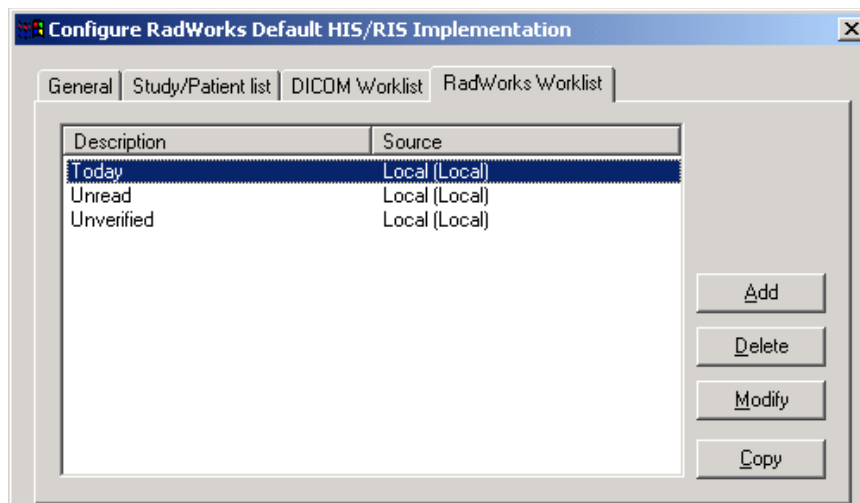 Configure RadWorks Default HIS/RIS Implementation
General Study/Patient list DICOM Worklist RadWorks Worklist
Description Source
Today Local (Local)
Unread Local (Local)
Unverified Local (Local)
Add
Delete
Modify
Copy